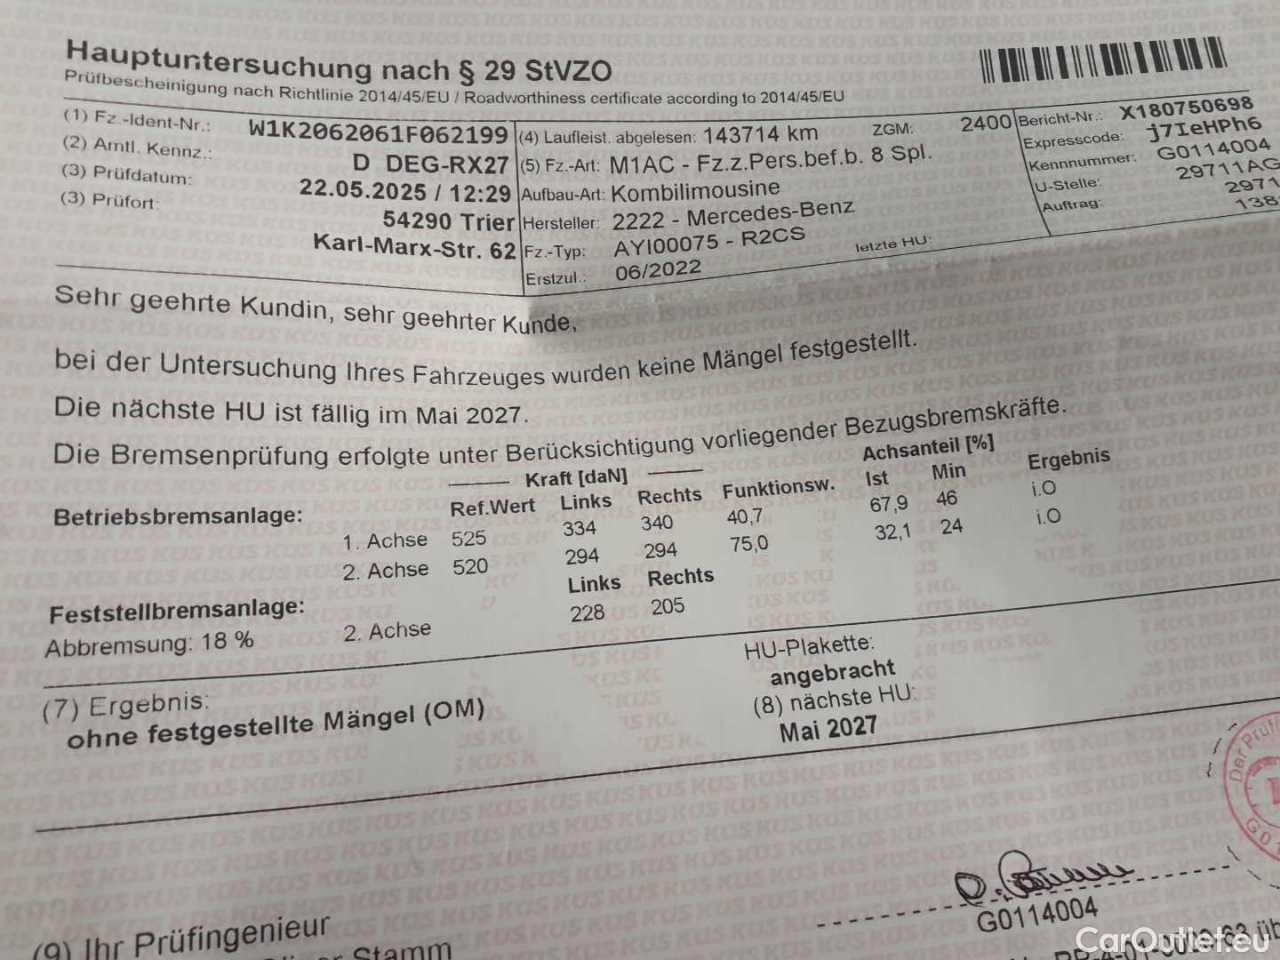 Hauptuntersuchung nach § 29 StVZO
Prüfbescheinigung nach Richtlinie 2014/45/EU / Roadworthiness certificate according to 2014/45/EU
(1) Fz.-Ident-Nr.: W1K2062061F062199
(2) Amtl. Kennz.: D DEG-RX27
(3) Prüfdatum: 22.05.2025 / 12:29
(3) Prüfort: 54290 Trier
Karl-Marx-Str. 62
(4) Laufleist. abgelesen: 143714 km ZGM: 2400
(5) Fz.-Art: M1AC - Fz.z.Pers.bef.b. 8 Spl.
Aufbau-Art: Kombilimousine
Hersteller: 2222 - Mercedes-Benz
Fz.-Typ: AYI00075 - R2CS letzte HU:
Erstzul.: 06/2022
Bericht-Nr.: X180750698
Expresscode: j7IeHPh6
Kennnummer: G0114004
U-Stelle: 29711AG
2971
Auftrag: 138
Sehr geehrte Kundin, sehr geehrter Kunde,
bei der Untersuchung Ihres Fahrzeuges wurden keine Mängel festgestellt.
Die nächste HU ist fällig im Mai 2027.
Die Bremsenprüfung erfolgte unter Berücksichtigung vorliegender Bezugsbremskräfte.
Kraft [daN] Achsanteil [%]
Betriebsbremsanlage: Ref.Wert Links Rechts Funktionsw. Ist Min Ergebnis
1. Achse 525 334 340 40,7 67,9 46 i.O
2. Achse 520 294 294 75,0 32,1 24 i.O
Feststellbremsanlage: Links Rechts
Abbremsung: 18 % 2. Achse 228 205
(7) Ergebnis:
ohne festgestellte Mängel (OM)
HU-Plakette:
angebracht
(8) nächste HU:
Mai 2027
(9) Ihr Prüfingenieur
Stamm
G0114004
CarOutlet.eu